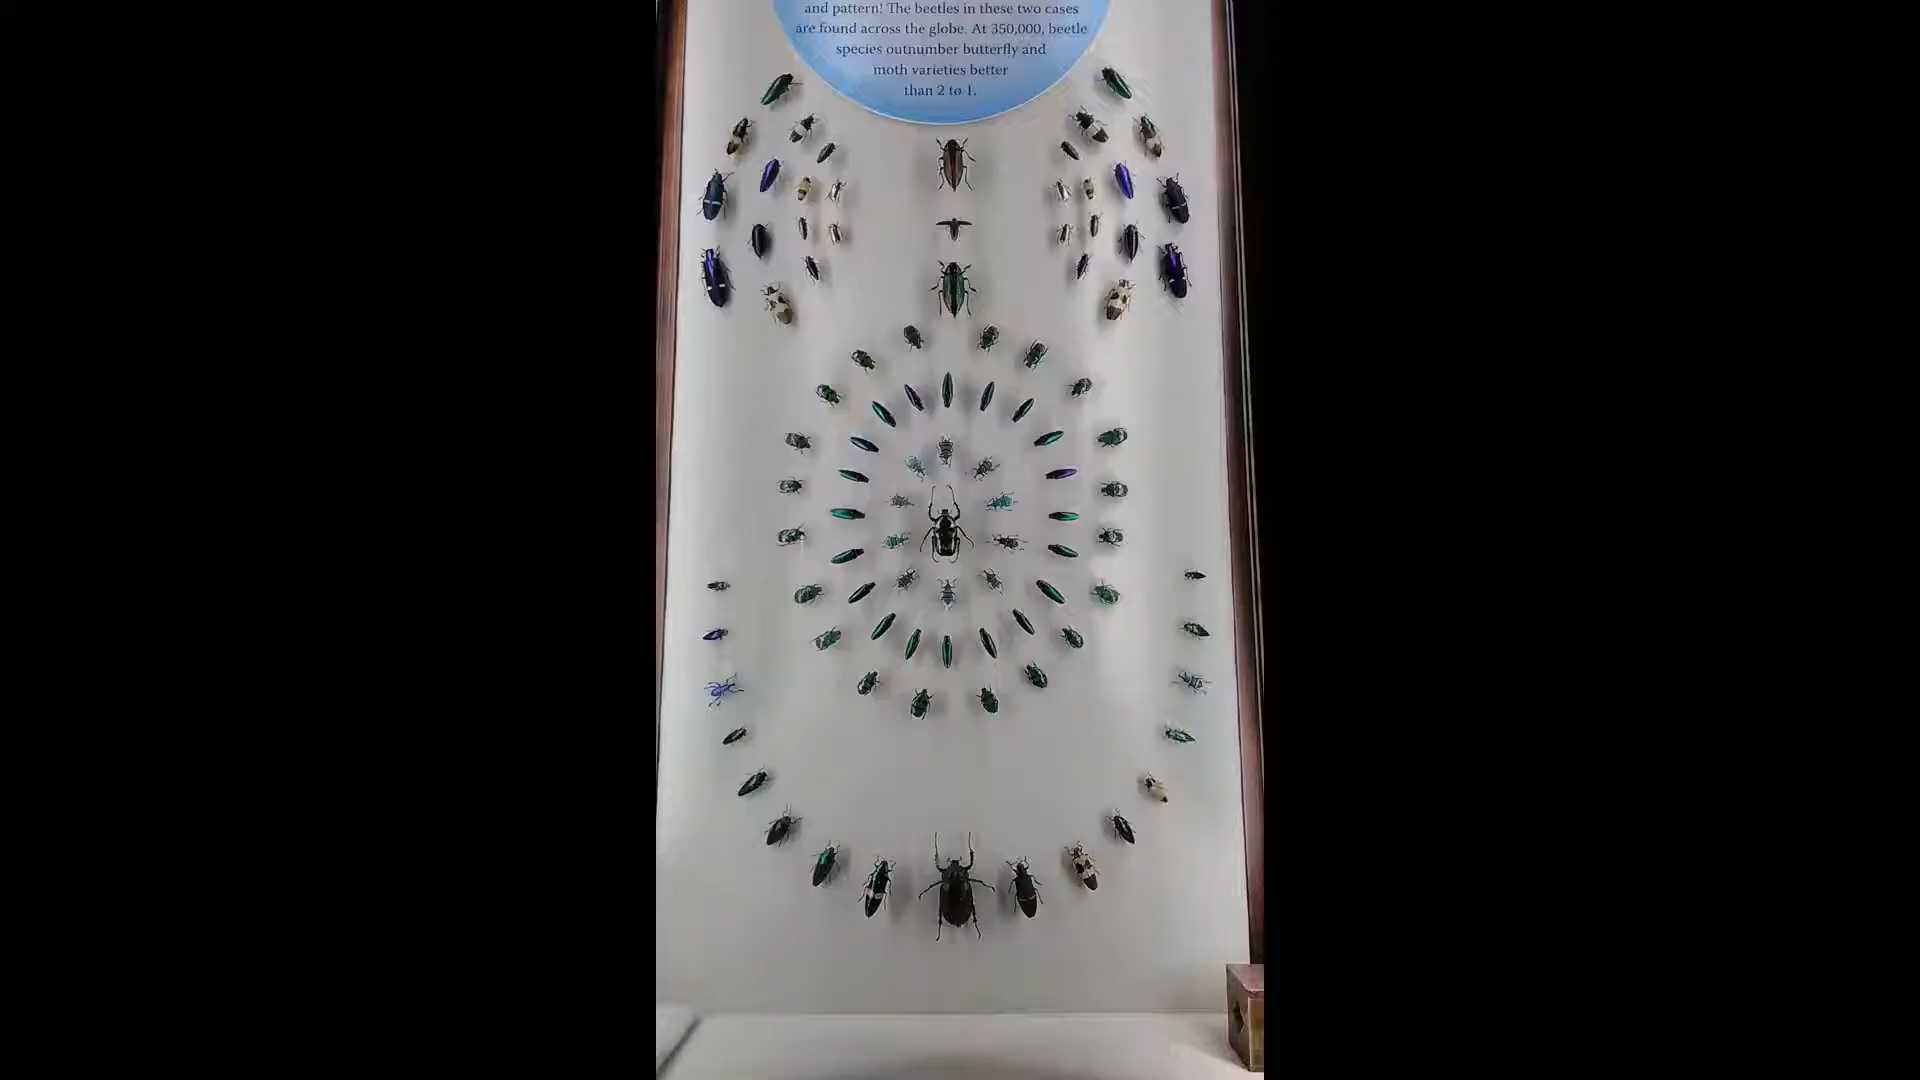 and pattern! The beetles in these two cases
are found across the globe. At 350,000, beetle
species outnumber butterfly and
moth varieties better
than 2 to 1.